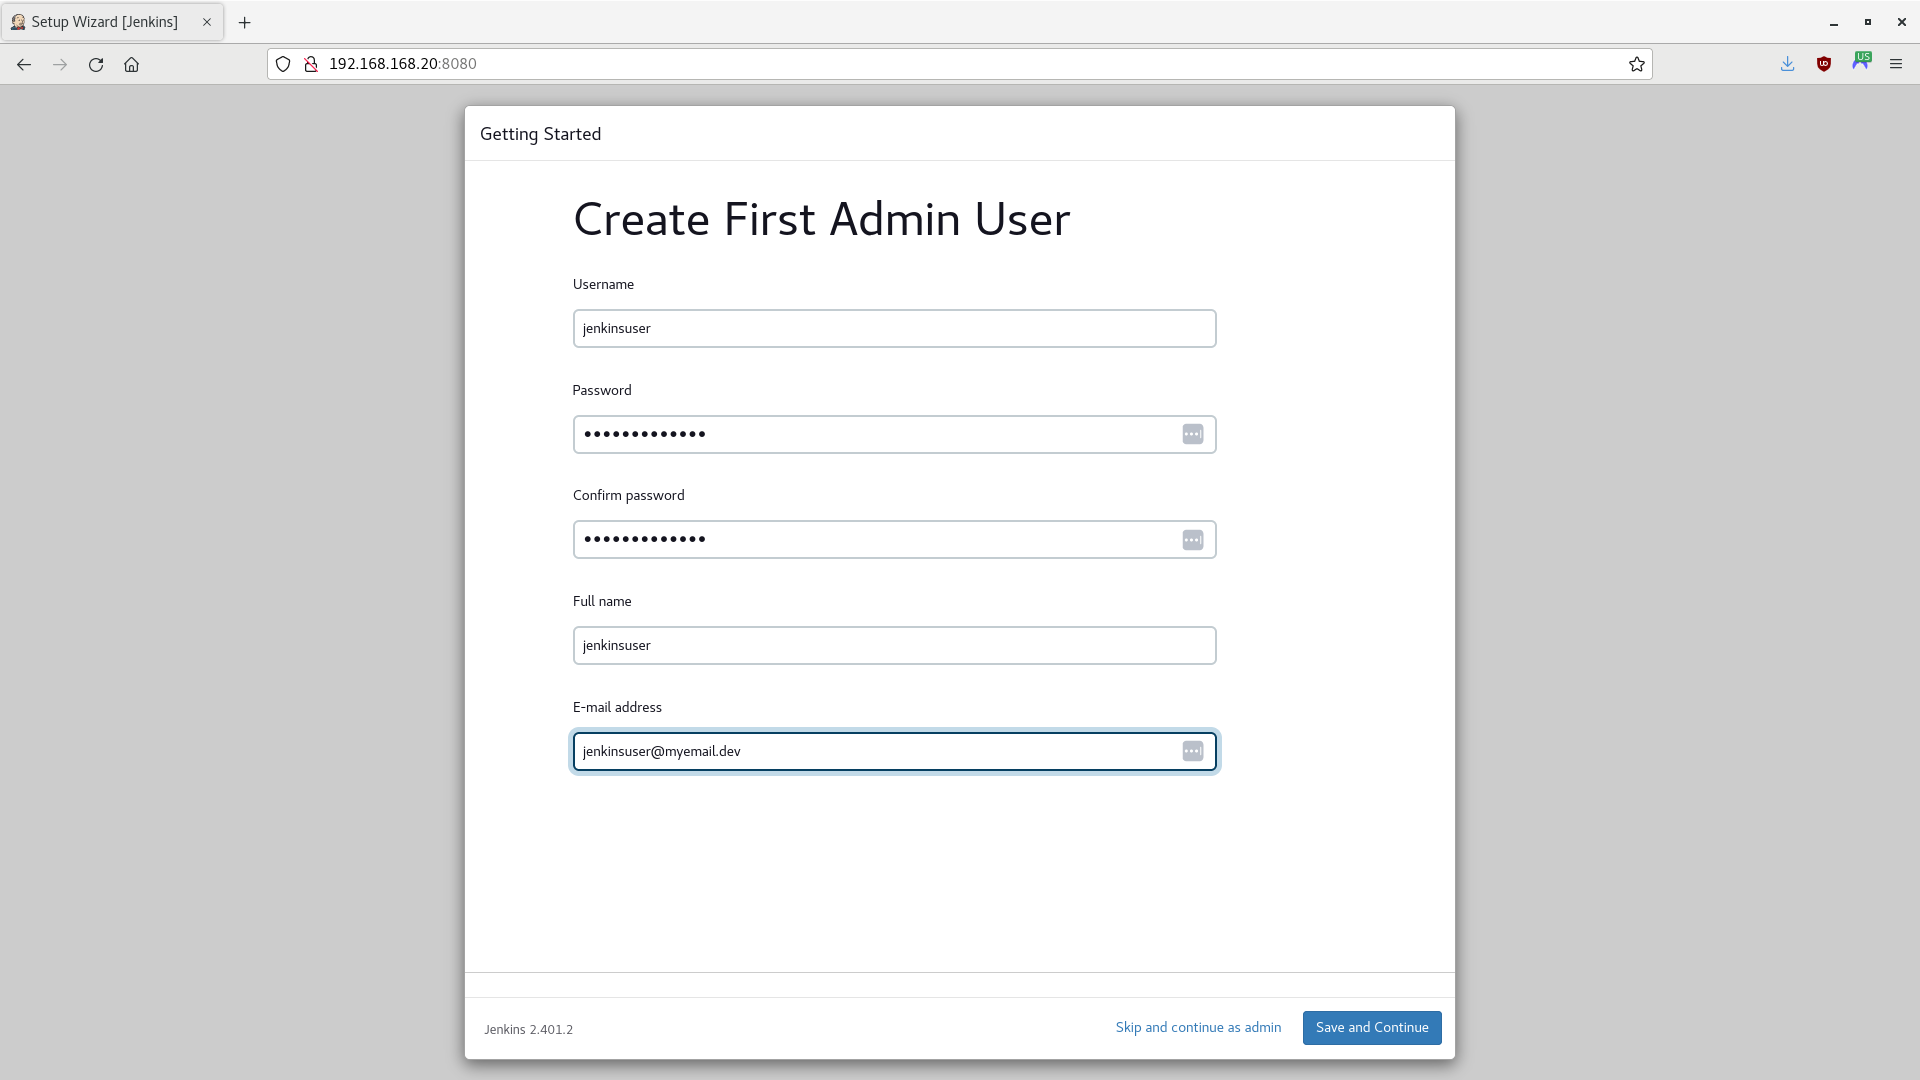 Setup Wizard [Jenkins]
192.168.168.20:8080
US
Getting Started
Create First Admin User
Username
jenkinsuser
Password
•••••••••••••
Confirm password
•••••••••••••
Full name
jenkinsuser
E-mail address
jenkinsuser@myemail.dev
Jenkins 2.401.2
Skip and continue as admin
Save and Continue